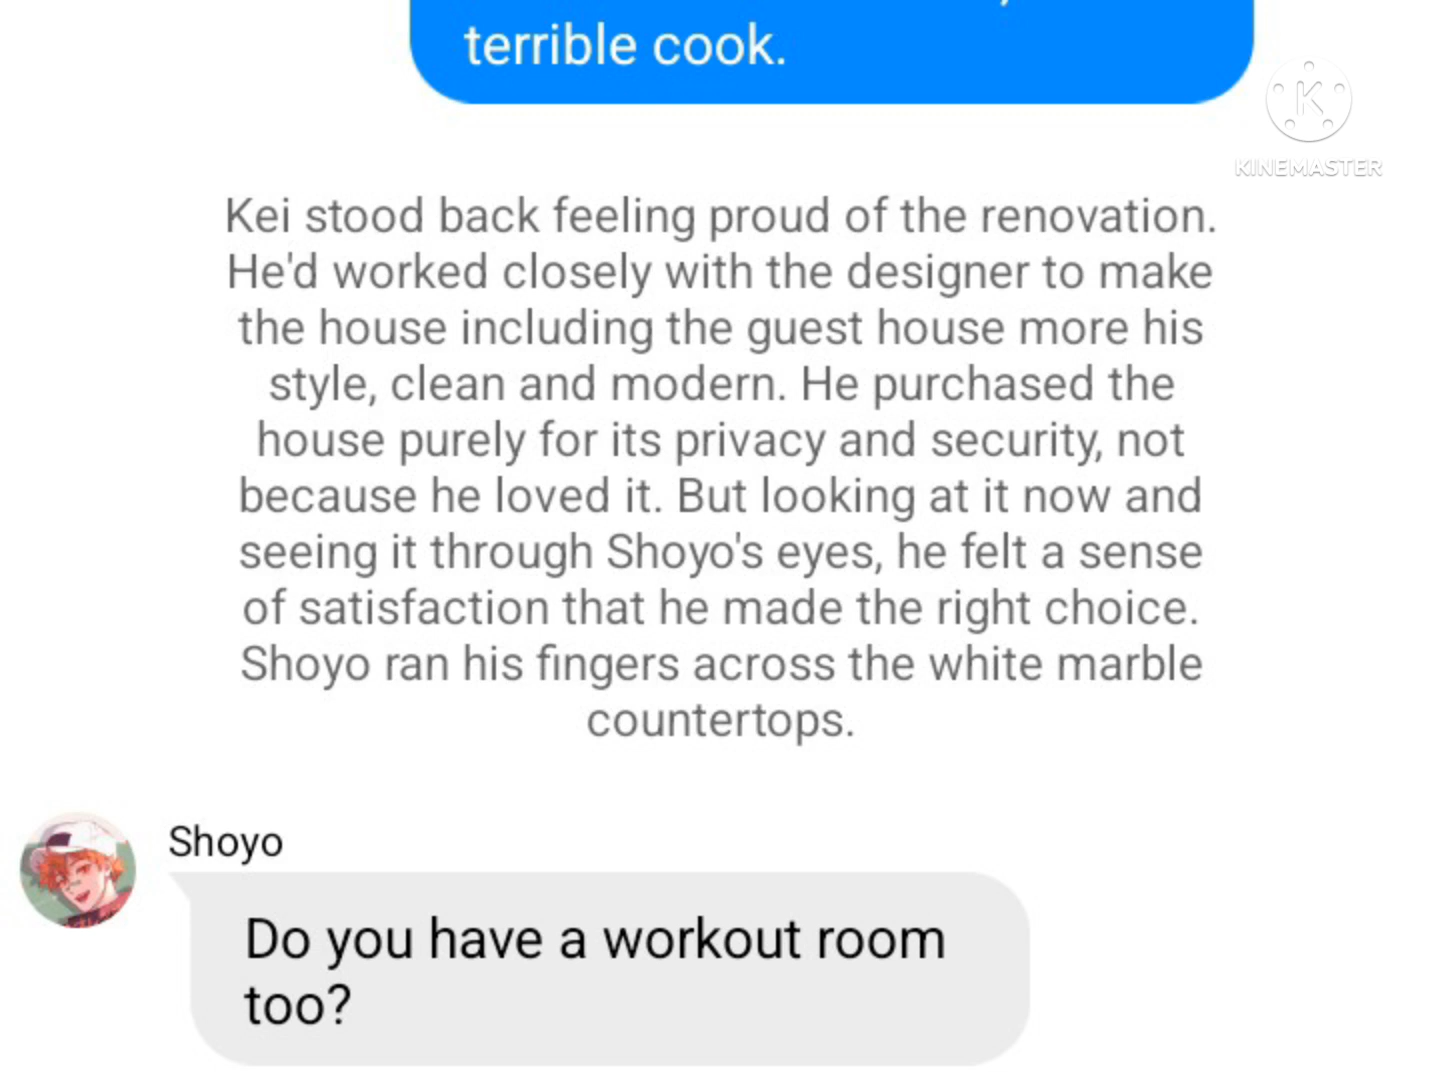 terrible cook.
KINEMASTER
Kei stood back feeling proud of the renovation.
He'd worked closely with the designer to make
the house including the guest house more his
style, clean and modern. He purchased the
house purely for its privacy and security, not
because he loved it. But looking at it now and
seeing it through Shoyo's eyes, he felt a sense
of satisfaction that he made the right choice.
Shoyo ran his fingers across the white marble
countertops.
Shoyo
Do you have a workout room
too?